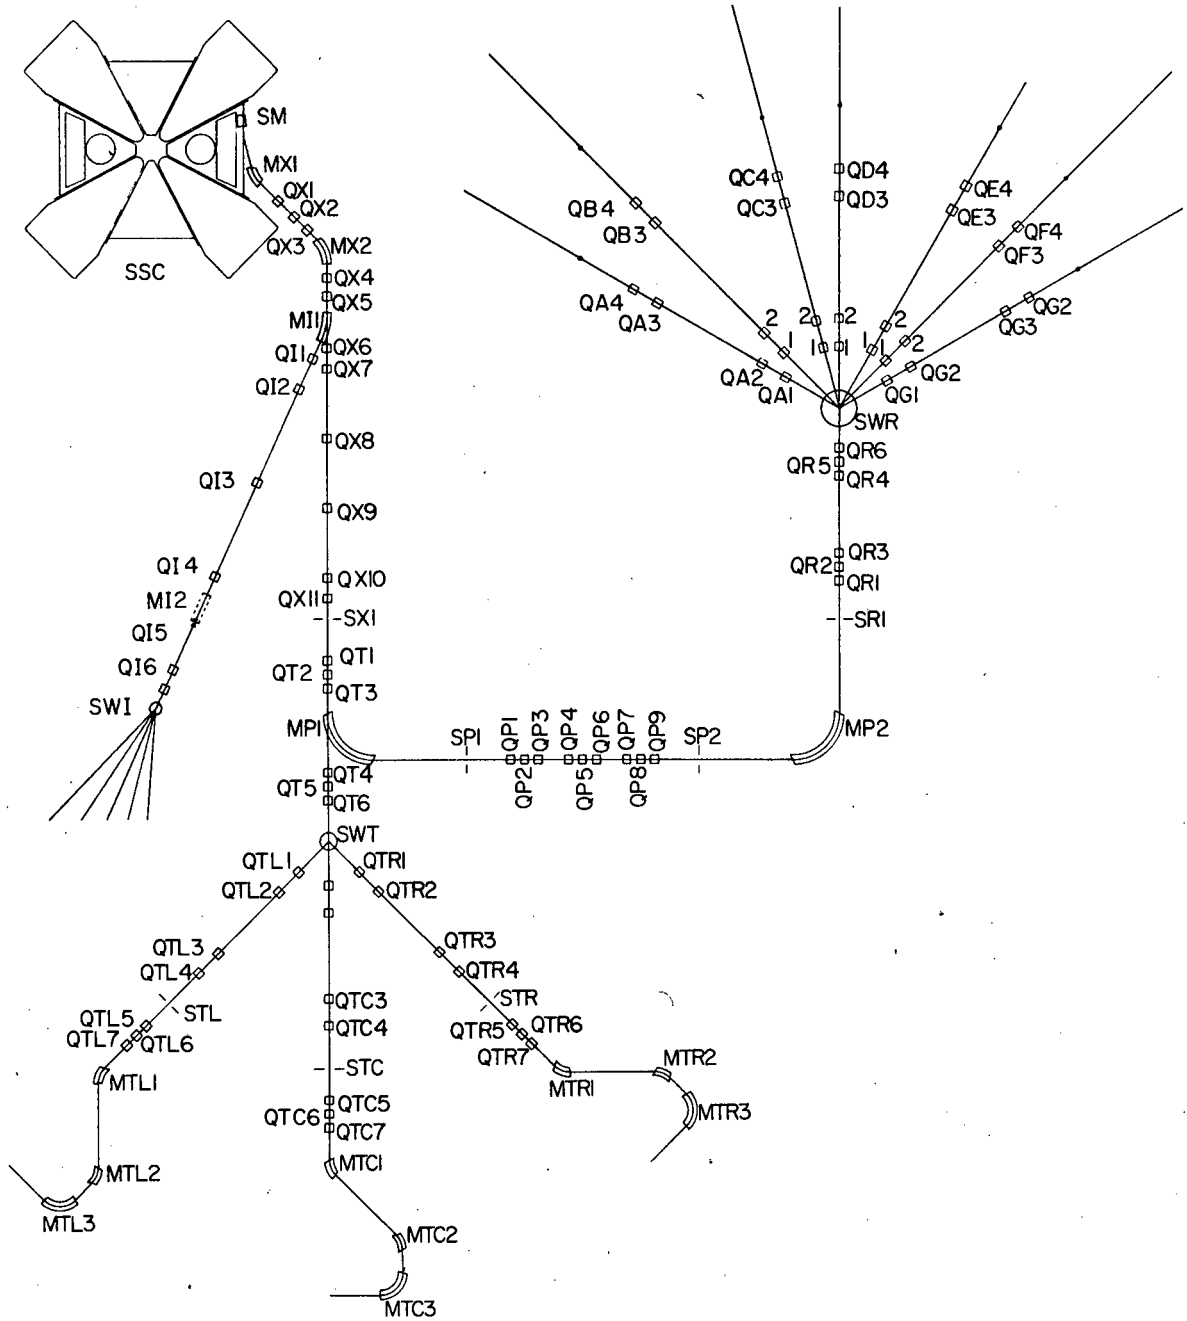 SM
MX1
QX1
QX2
QX3
MX2
SSC
QX4
QX5
MI1
QX6
QI1
QX7
QI2
QX8
QI3
QX9
QI4
QX10
MI2
QX11
SX1
QI5
QT1
QI6
QT2
QT3
SWI
MP1
SP1
QP1
QP2
QP3
QP4
QP5
QP6
QP7
QP8
QP9
SP2
MP2
QT4
QT5
QT6
SWT
QC4
QD4
QC3
QD3
QE4
QE3
QB4
QB3
QF4
QF3
QA4
QA3
QG2
QG3
2
2
2
2
2
1
1
1
1
1
QA2
QA1
QG2
QG1
SWR
QR6
QR5
QR4
QR3
QR2
QR1
SR1
QTL1
QTR1
QTL2
QTR2
QTL3
QTR3
QTL4
QTR4
QTC3
STL
STR
QTL5
QTC4
QTR5
QTR6
QTL7
QTL6
QTR7
MTL1
STC
MTR1
MTR2
QTC5
QTC6
MTR3
QTC7
MTL2
MTC1
MTL3
MTC2
MTC3